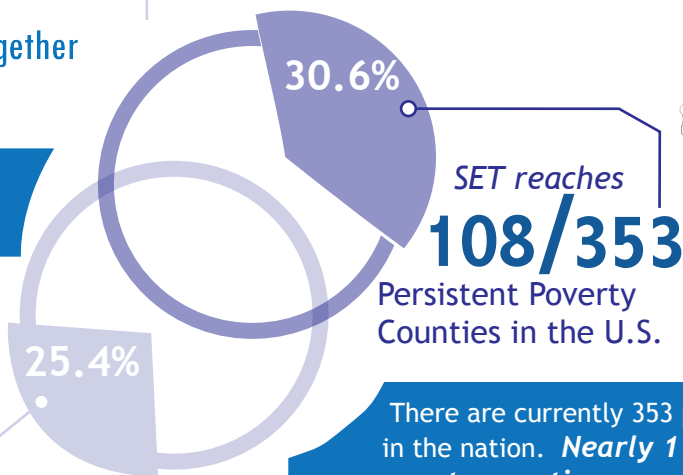 gether
30.6%
SET reaches
108/353
Persistent Poverty
Counties in the U.S.
25.4%
There are currently 353
in the nation. Nearly 1